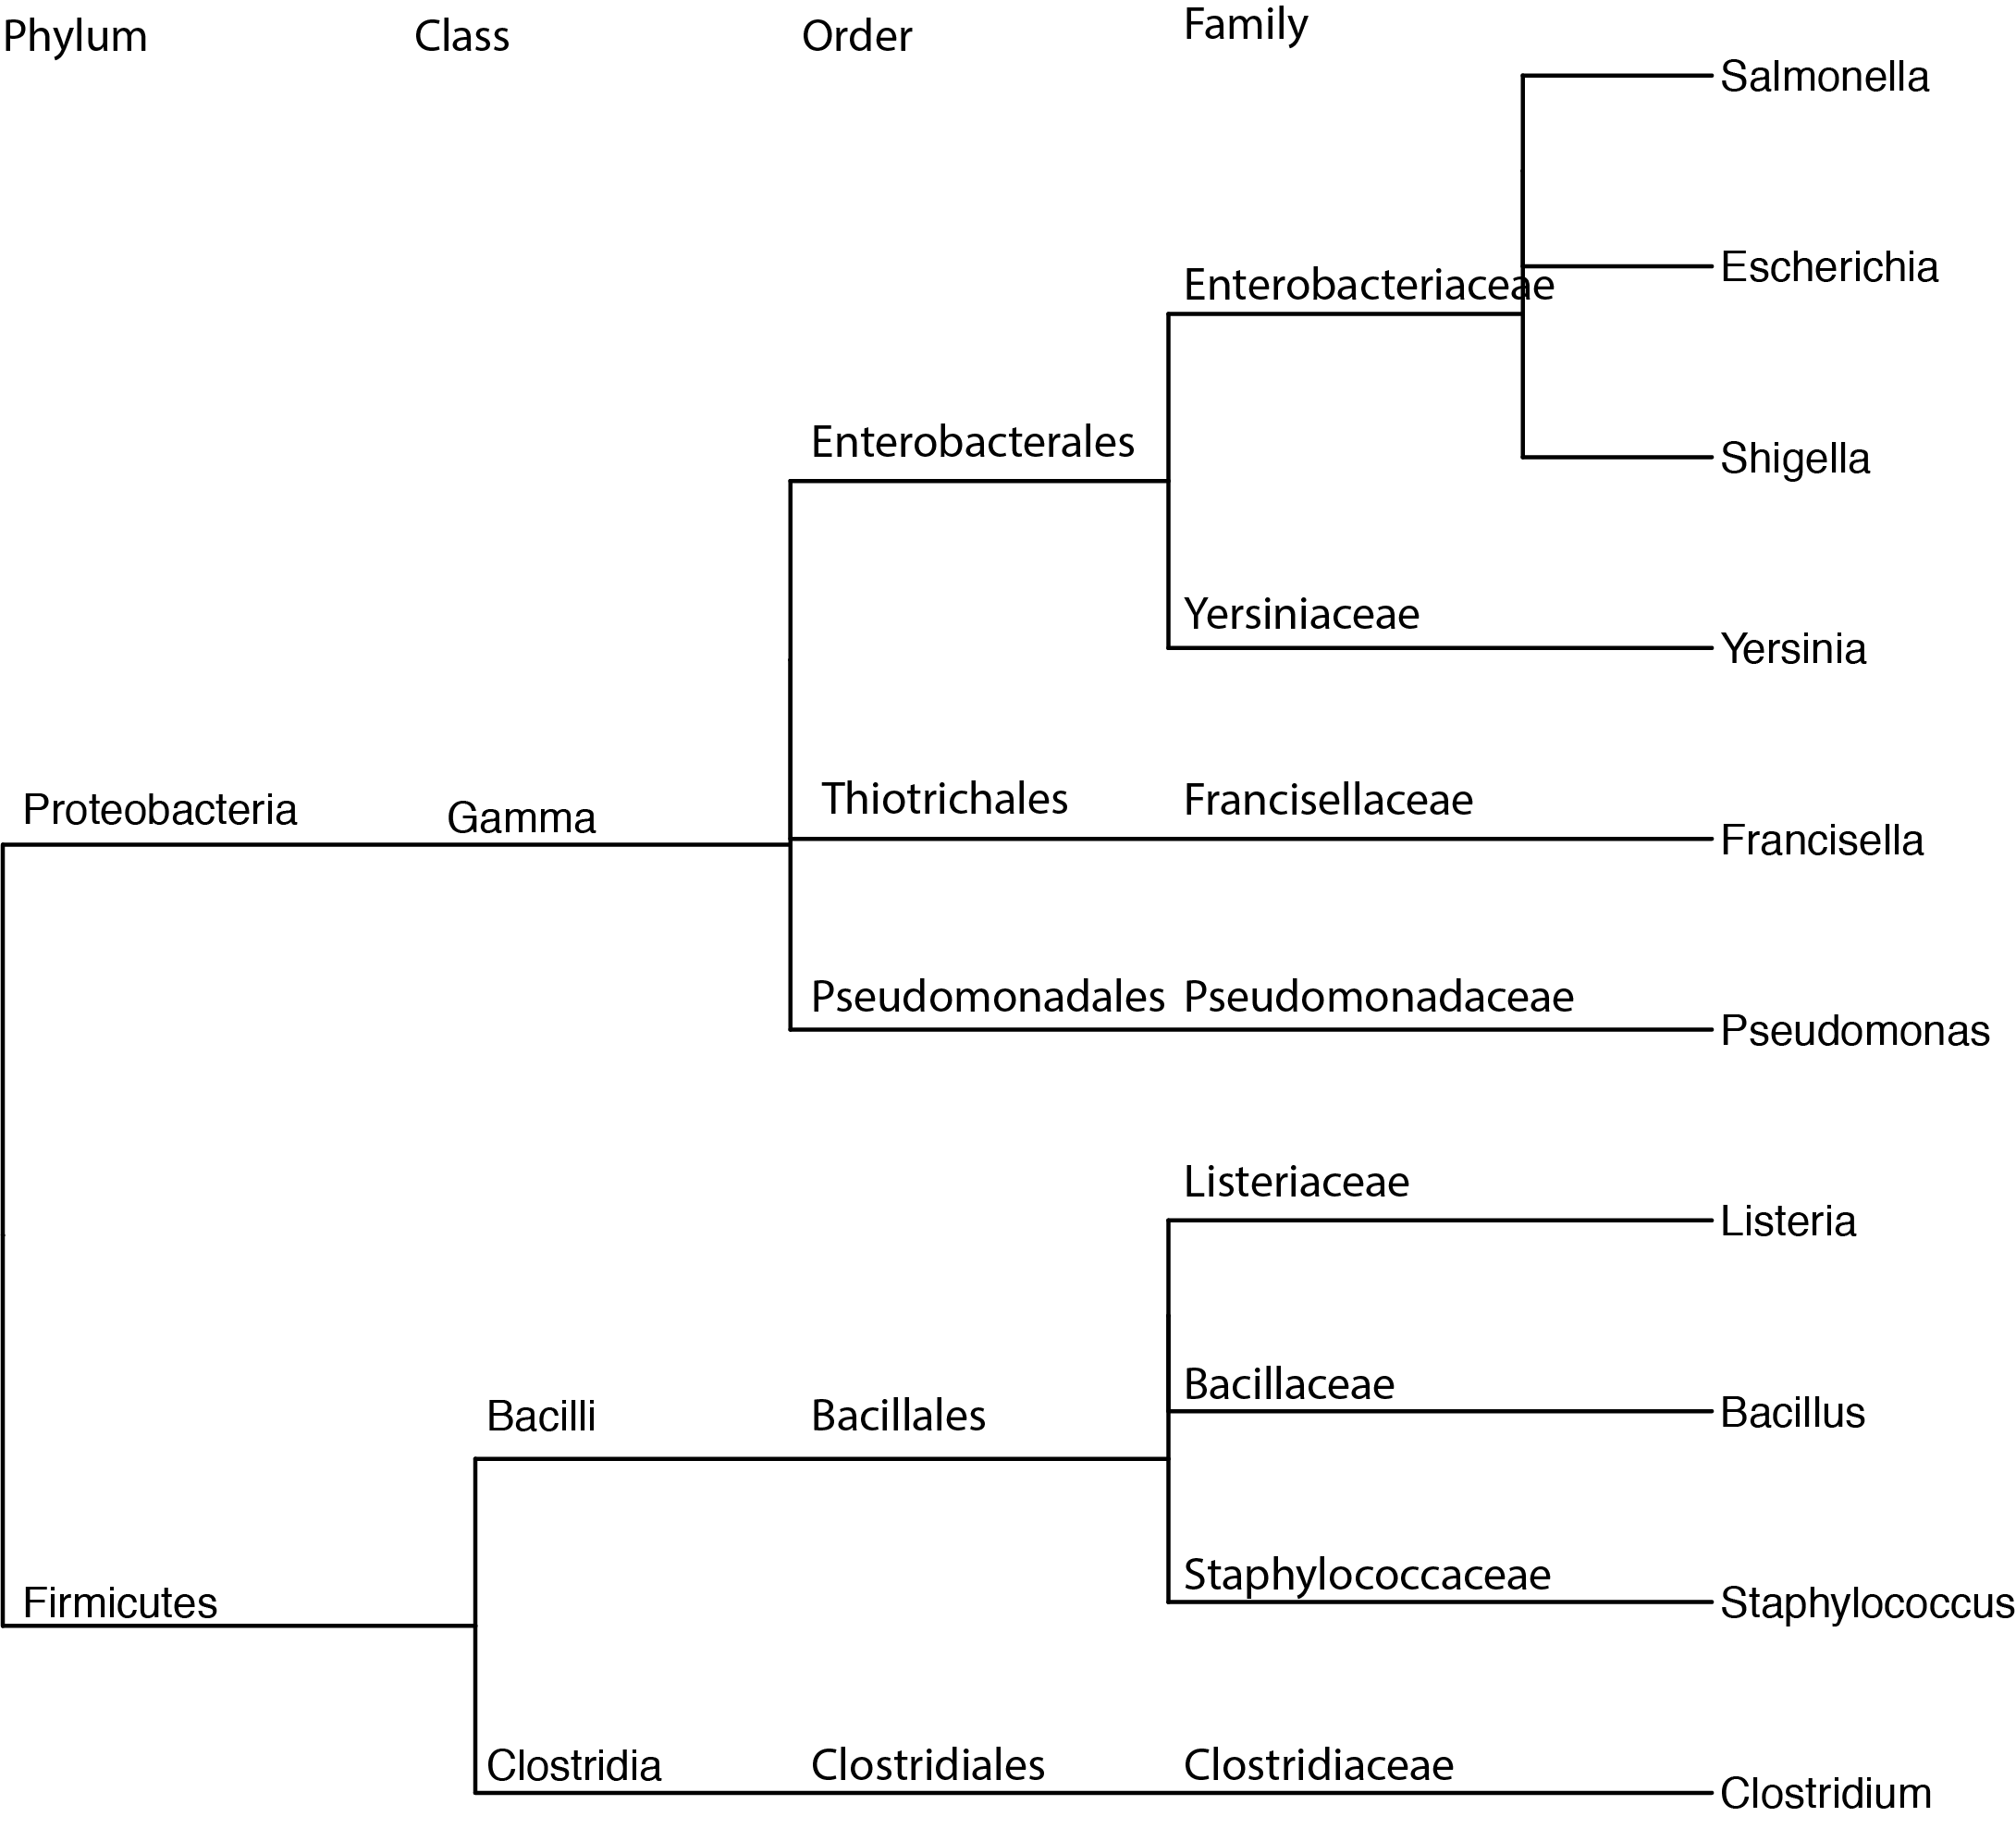 Phylum Class Order Family
Salmonella
Escherichia
Enterobacteriaceae
Enterobacterales
Shigella
Yersiniaceae
Yersinia
Proteobacteria Gamma Thiotrichales Francisellaceae
Francisella
Pseudomonadales Pseudomonadaceae
Pseudomonas
Listeriaceae
Listeria
Bacillaceae
Bacilli Bacillales Bacillus
Staphylococcaceae
Firmicutes Staphylococcus
Clostridia Clostridiales Clostridiaceae
Clostridium